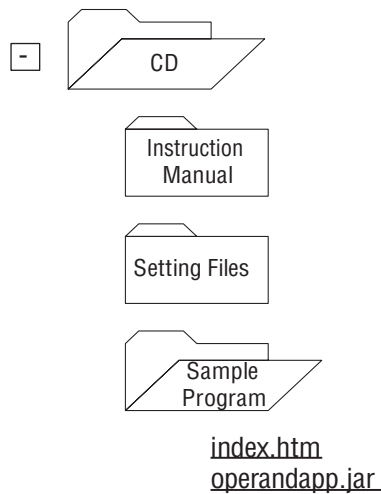 -
CD
Instruction
Manual
Setting Files
Sample
Program
index.htm
operandapp.jar